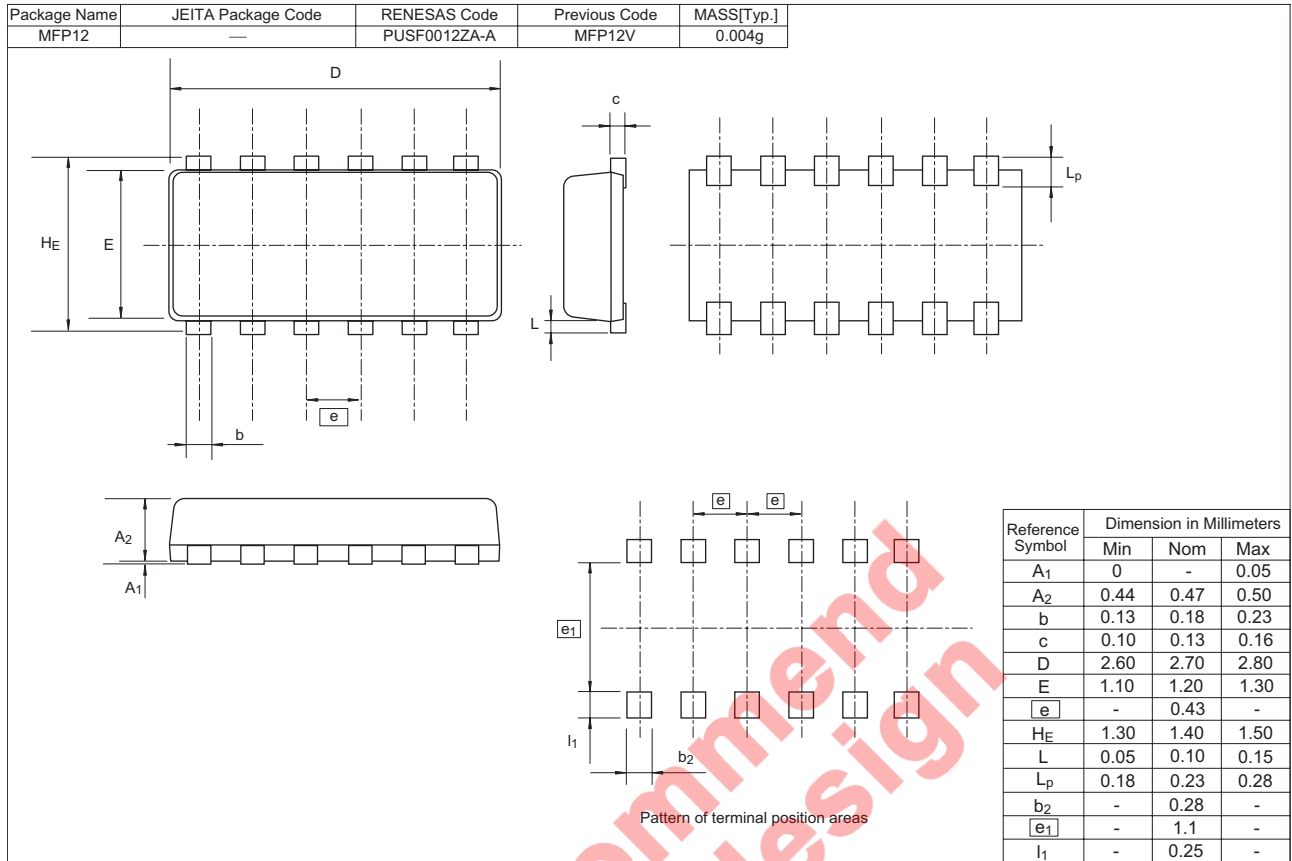 Package Name JEITA Package Code RENESAS Code Previous Code MASS[Typ.]
MFP12 — PUSF0012ZA-A MFP12V 0.004g
D
c
Lp
HE
E
L
e
b
e e
A2
A1
e1
l1
b2
Pattern of terminal position areas
Reference Symbol Dimension in Millimeters
Min Nom Max
A1 0 - 0.05
A2 0.44 0.47 0.50
b 0.13 0.18 0.23
c 0.10 0.13 0.16
D 2.60 2.70 2.80
E 1.10 1.20 1.30
e - 0.43 -
HE 1.30 1.40 1.50
L 0.05 0.10 0.15
Lp 0.18 0.23 0.28
b2 - 0.28 -
e1 - 1.1 -
l1 - 0.25 -
ommend
design